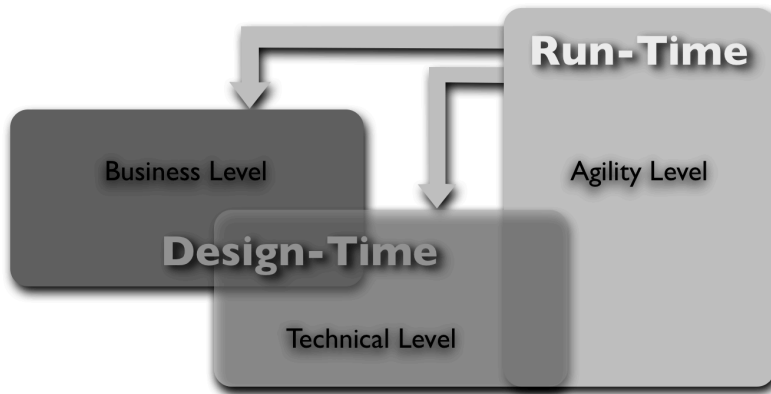 Run-Time
Business Level
Agility Level
Design-Time
Technical Level